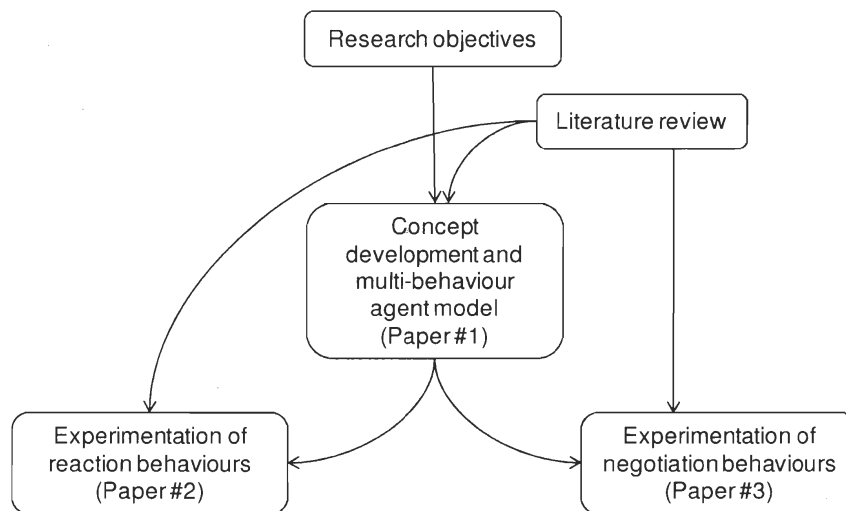 Research objectives
Literature review
Concept
development and
multi-behaviour
agent model
(Paper #1)
Experimentation of
reaction behaviours
(Paper #2)
Experimentation of
negotiation behaviours
(Paper #3)